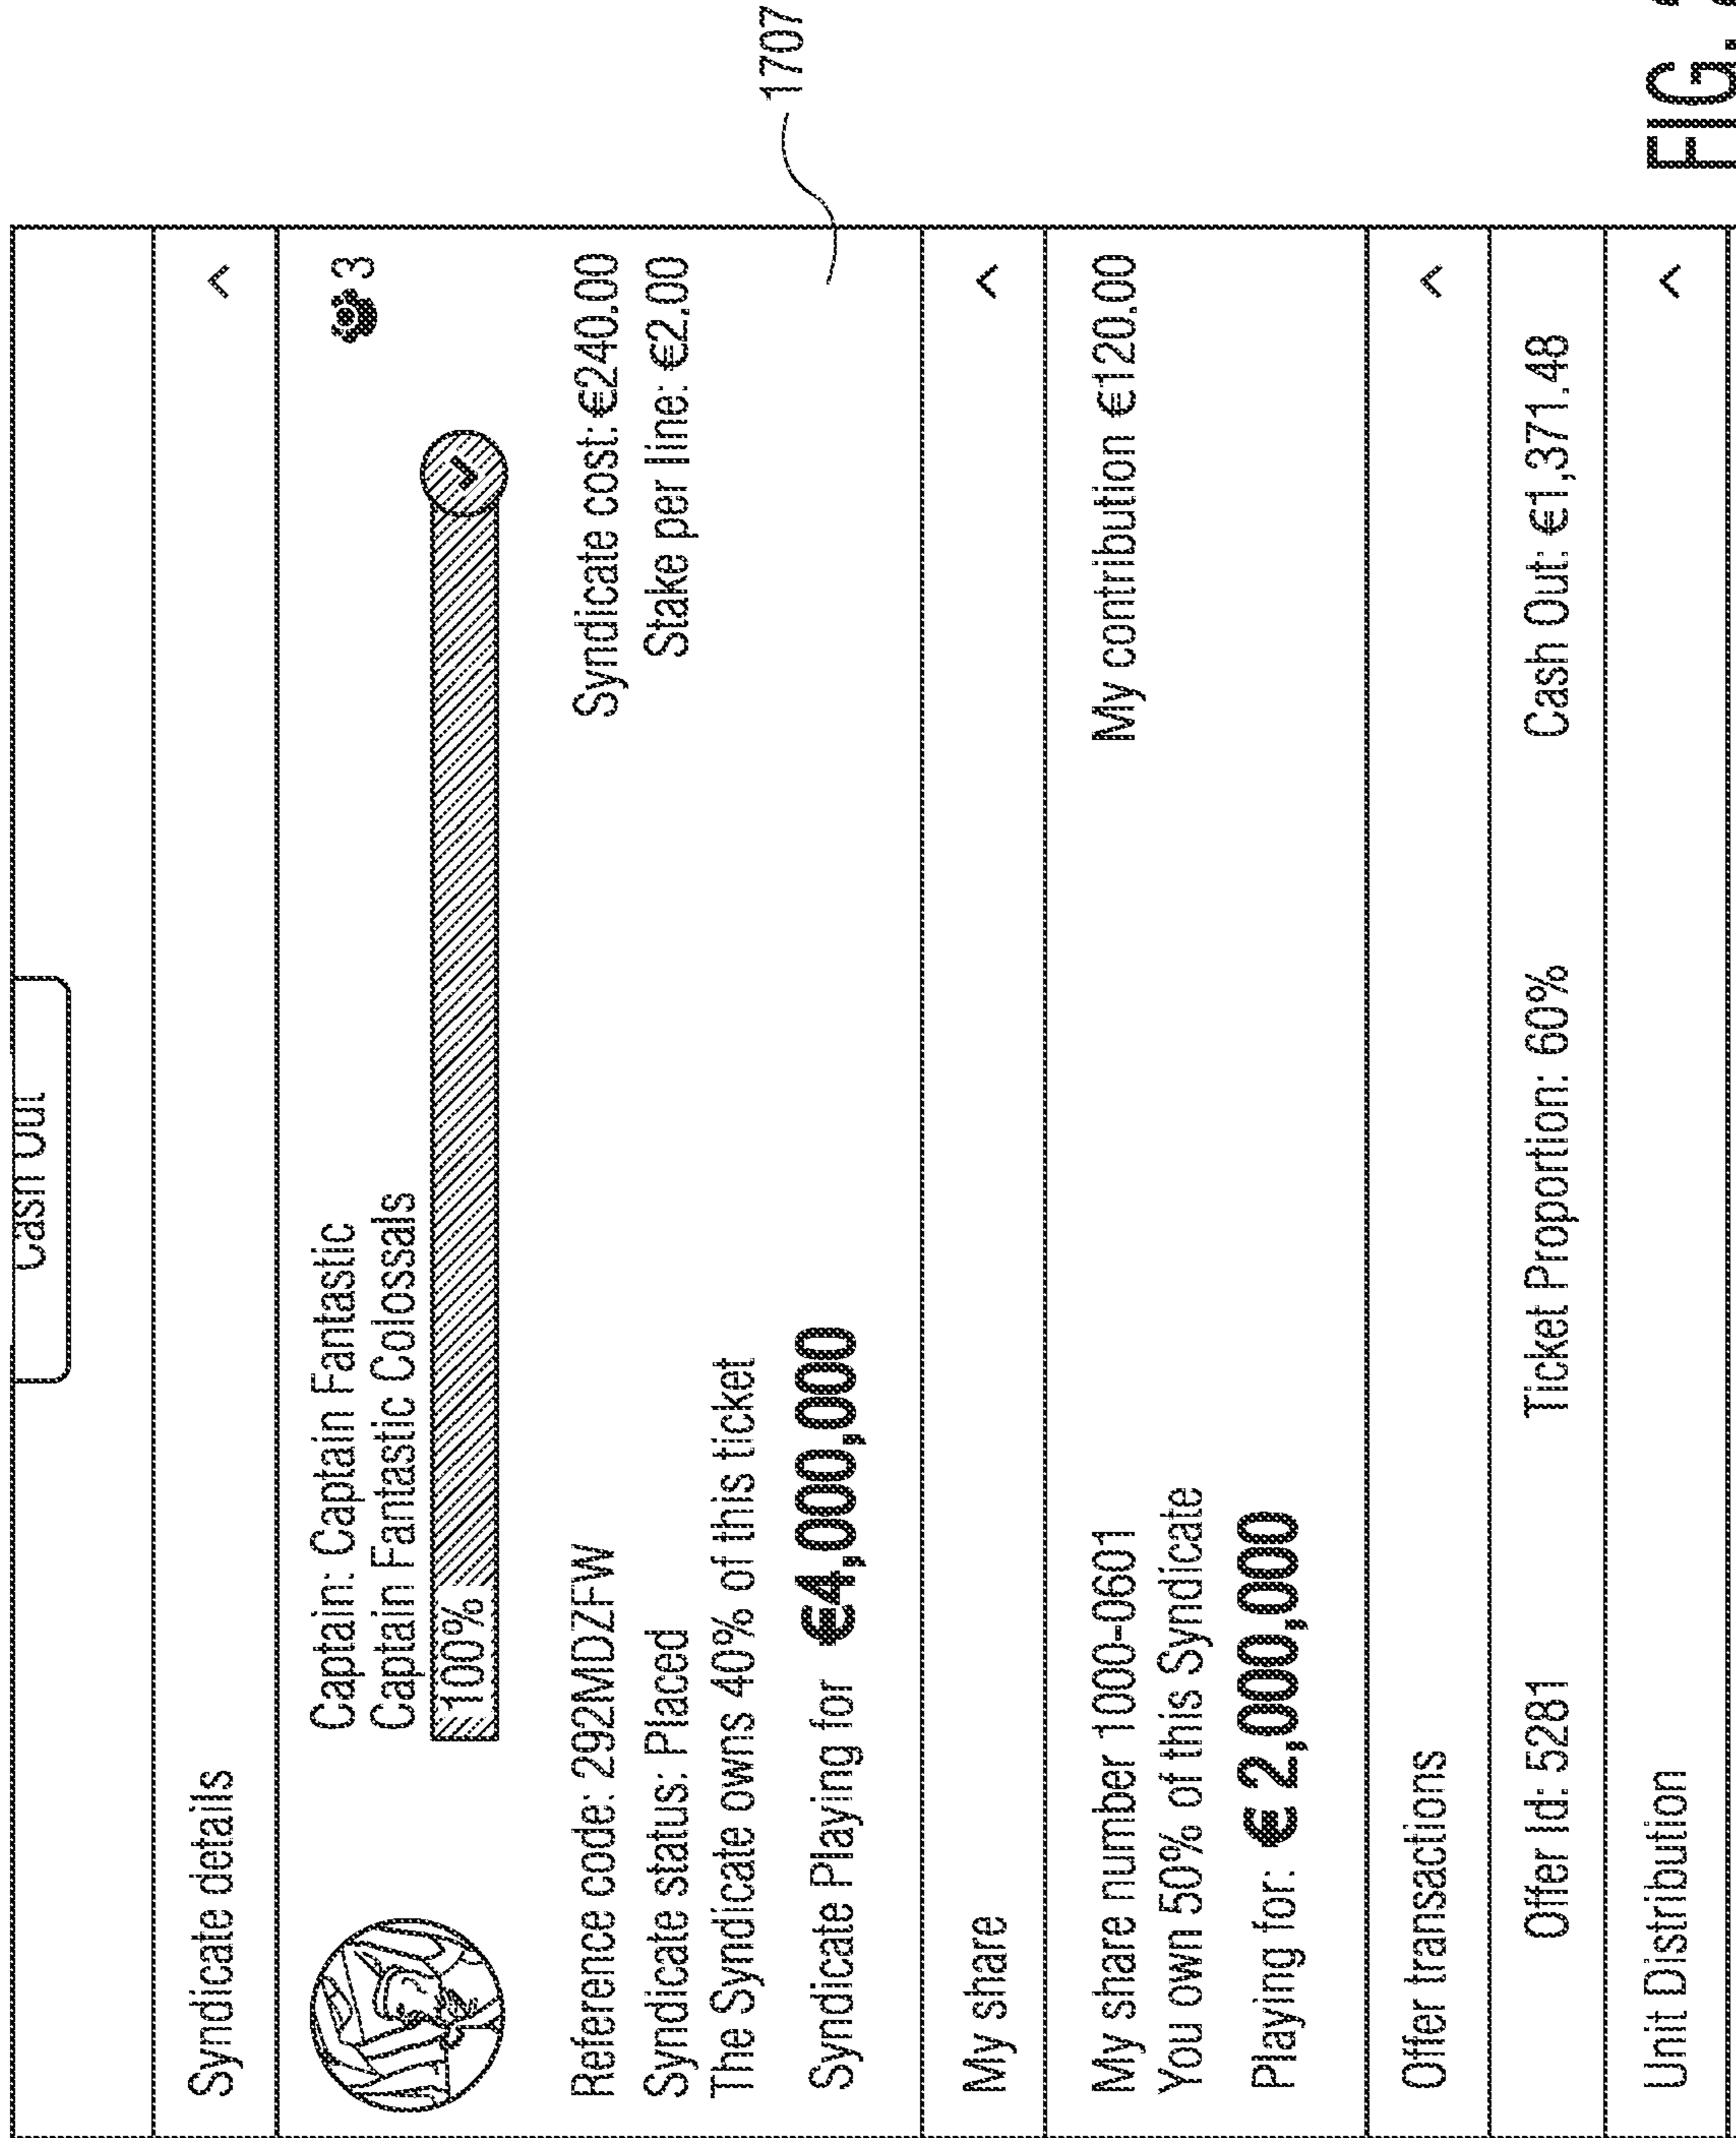 Cash Out
Syndicate details
Captain: Captain Fantastic
3
Captain Fantastic Colossals
100%
Reference code: 292MDZFW
Syndicate cost: €240.00
Syndicate status: Placed
Stake per line: €2.00
The Syndicate owns 40% of this ticket
Syndicate Playing for €4,000,000
1707
My share
My share number 1000-0601
My contribution €120.00
You own 50% of this Syndicate
Playing for: € 2,000,000
Offer transactions
Offer Id: 5281 Ticket Proportion: 60% Cash Out: €1,371.48
Unit Distribution
FIG.